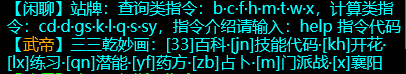 【闲聊】站牌：查询类指令：b·c·f·h·m·t·w·x，计算类指
令：cd·d·gs·k·l·q·s·sy，指令介绍请输入：help 指令代码
【武帝】三三乾妙画：[33]百科·[jn]技能代码·[kh]开花·
[lx]练习·[qn]潜能·[yf]药方·[zb]占卜·[m]门派战·[x]襄阳